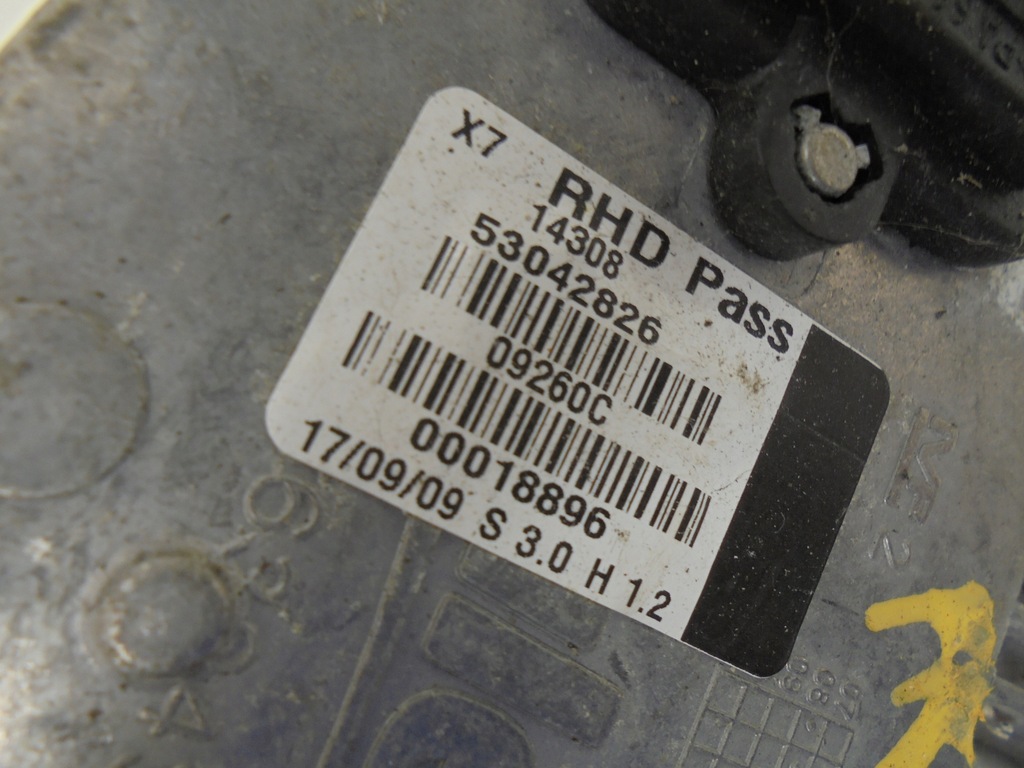 X7
RHD Pass
14308
53042826
09260C
00018896
17/09/09 S 3.0 H 1.2